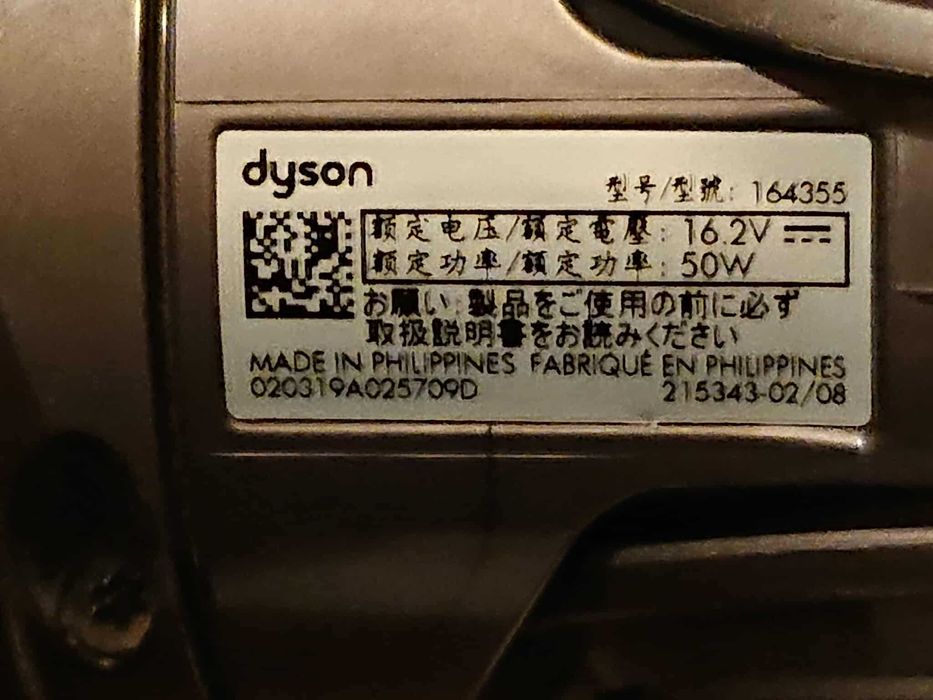 dyson
型号/型號: 164355
额定电压/額定電壓: 16.2V
额定功率/額定功率: 50W
お願い: 製品をご使用の前に必ず
取扱説明書をお読みください
MADE IN PHILIPPINES FABRIQUÉ EN PHILIPPINES
020319A025709D 215343-02/08